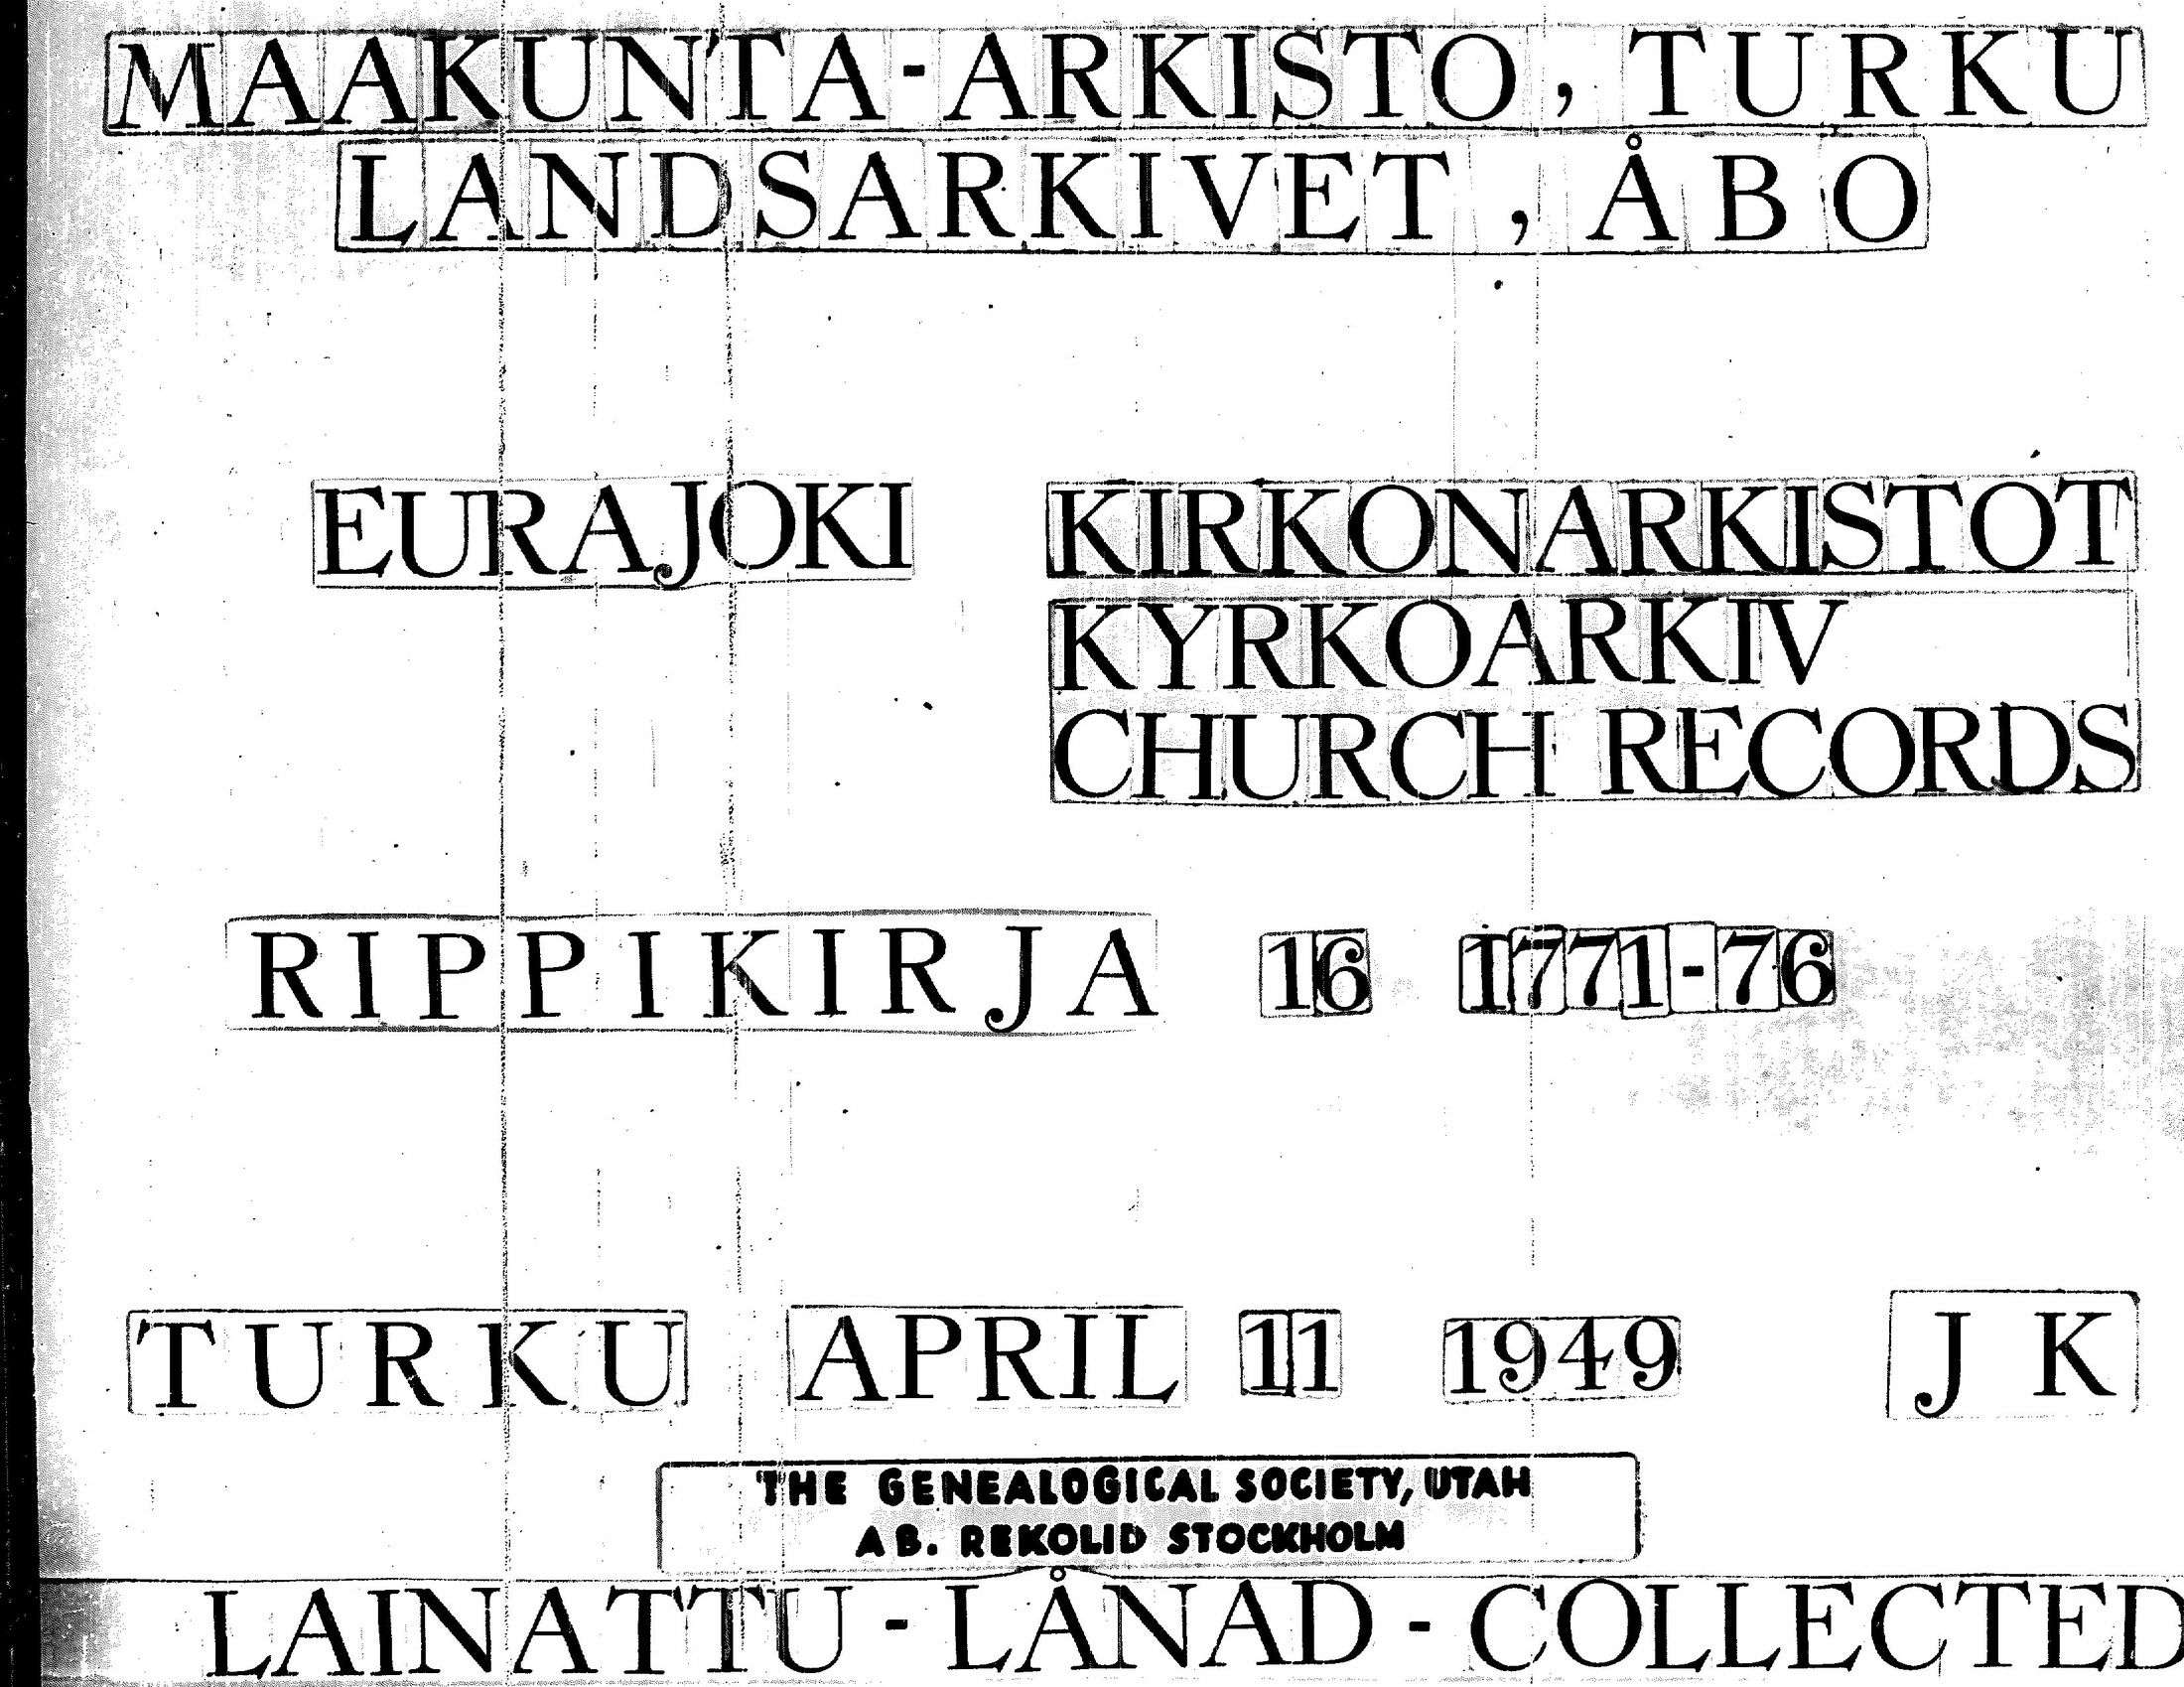 MAAKUNTA-ARKISTO, TURKU
LANDSARKIVET, ÅBO
EURAJOKI KIRKONARKISTOT
KYRKOARKIV
CHURCH RECORDS
RIPPIKIRJA 16 1771-76
TURKU APRIL 11 1949 J K
THE GENEALOGICAL SOCIETY, UTAH
AB. REKOLID STOCKHOLM
LAINATTU - LÅNAD - COLLECTED